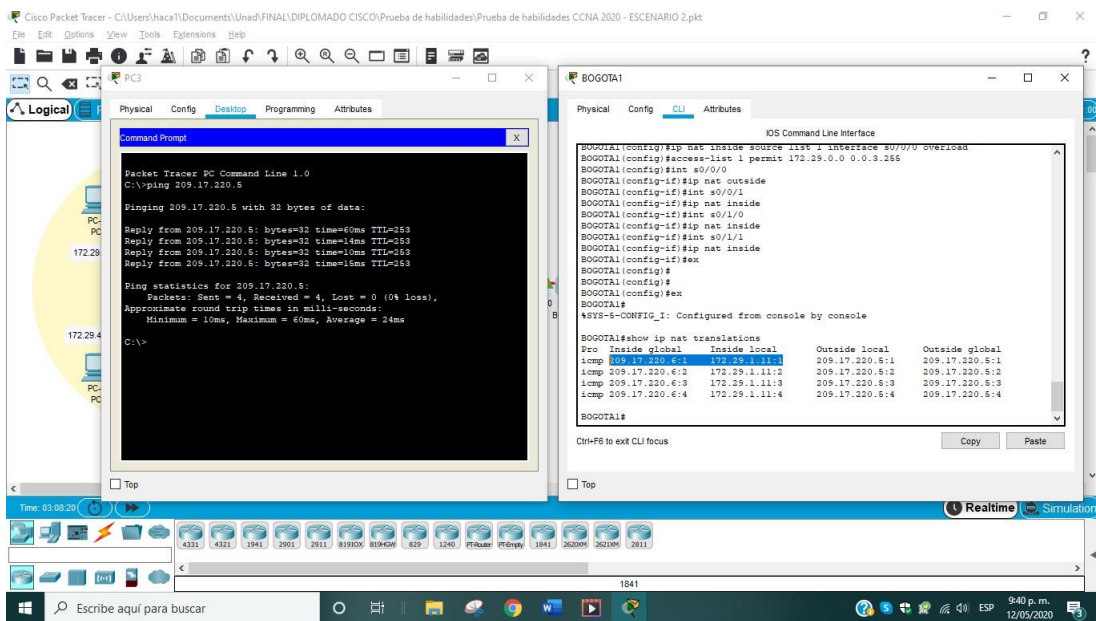 Cisco Packet Tracer - C:\Users\haca1\Documents\Unad\FINAL\DIPLOMADO CISCO\Prueba de habilidades\Prueba de habilidades CCNA 2020 - ESCENARIO 2.pkt
File Edit Options View Tools Extensions Help
?
PC3
Physical Config Desktop Programming Attributes
Command Prompt X
Packet Tracer PC Command Line 1.0
C:\>ping 209.17.220.5
Pinging 209.17.220.5 with 32 bytes of data:
Reply from 209.17.220.5: bytes=32 time=60ms TTL=253
Reply from 209.17.220.5: bytes=32 time=14ms TTL=253
Reply from 209.17.220.5: bytes=32 time=10ms TTL=253
Reply from 209.17.220.5: bytes=32 time=15ms TTL=253
Ping statistics for 209.17.220.5:
Packets: Sent = 4, Received = 4, Lost = 0 (0% loss),
Approximate round trip times in milli-seconds:
Minimum = 10ms, Maximum = 60ms, Average = 24ms
C:\>
Top
BOGOTA1
Physical Config CLI Attributes
IOS Command Line Interface
BOGOTA1(config)#ip nat inside source list 1 interface s0/0/0 overload
BOGOTA1(config)#access-list 1 permit 172.29.0.0 0.0.3.255
BOGOTA1(config)#int s0/0/0
BOGOTA1(config-if)#ip nat outside
BOGOTA1(config-if)#int s0/0/1
BOGOTA1(config-if)#ip nat inside
BOGOTA1(config-if)#int s0/1/0
BOGOTA1(config-if)#ip nat inside
BOGOTA1(config-if)#int s0/1/1
BOGOTA1(config-if)#ip nat inside
BOGOTA1(config-if)#ex
BOGOTA1(config)#
BOGOTA1(config)#
BOGOTA1(config)#ex
BOGOTA1#
%SYS-5-CONFIG_I: Configured from console by console
BOGOTA1#show ip nat translations
Pro Inside global Inside local Outside local Outside global
icmp 209.17.220.6:1 172.29.1.11:1 209.17.220.5:1 209.17.220.5:1
icmp 209.17.220.6:2 172.29.1.11:2 209.17.220.5:2 209.17.220.5:2
icmp 209.17.220.6:3 172.29.1.11:3 209.17.220.5:3 209.17.220.5:3
icmp 209.17.220.6:4 172.29.1.11:4 209.17.220.5:4 209.17.220.5:4
BOGOTA1#
Ctrl+F6 to exit CLI focus Copy Paste
Top
Logical
PC-
PC
172.29
172.29.4
PC-
PC
Time: 03:08:20 Realtime Simulation
4331 4321 1941 2901 2911 819IOX 819HGW 829 1240 PT-Router PT-Empty 1841 2620XM 2621XM 2811
1841
Escribe aquí para buscar
ESP
9:40 p. m.
12/05/2020